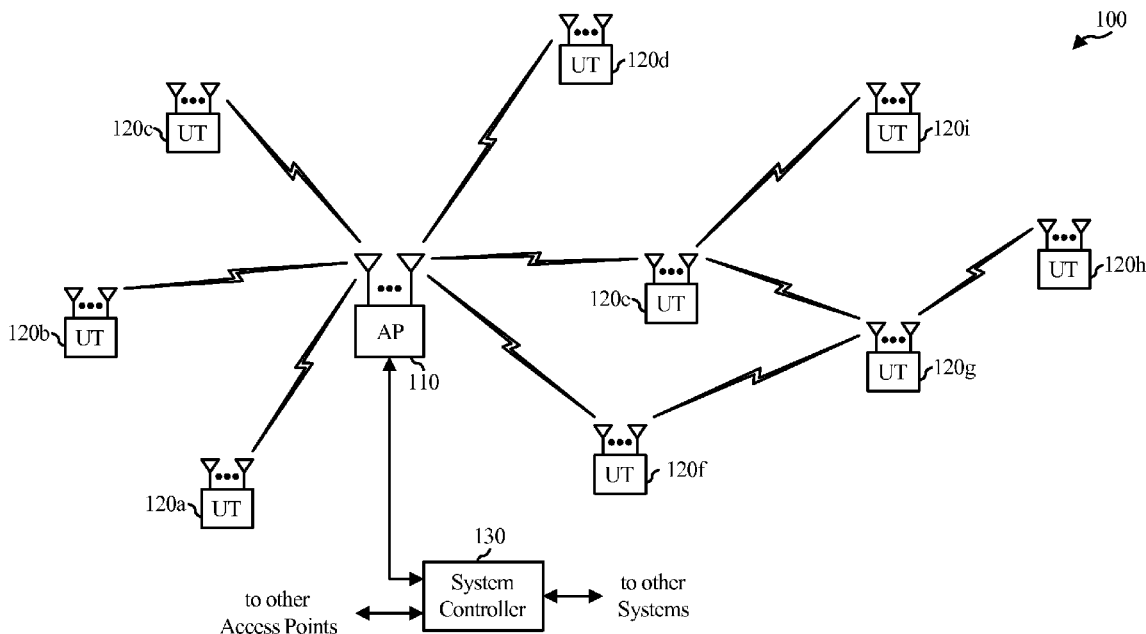 100
UT
120d
120c
UT
UT
120i
UT
120h
120b
UT
AP
110
120c
UT
UT
120g
UT
120f
120a
UT
130
System
Controller
to other
Access Points
to other
Systems